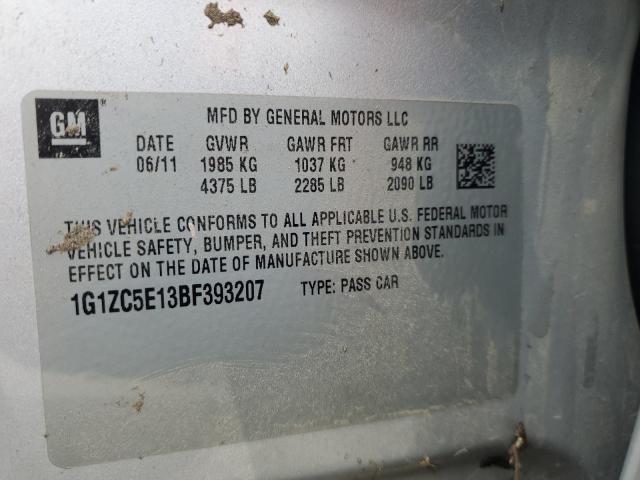 GM
MFD BY GENERAL MOTORS LLC
DATE GVWR GAWR FRT GAWR RR
06/11 1985 KG 1037 KG 948 KG
4375 LB 2285 LB 2090 LB
THIS VEHICLE CONFORMS TO ALL APPLICABLE U.S. FEDERAL MOTOR
VEHICLE SAFETY, BUMPER, AND THEFT PREVENTION STANDARDS IN
EFFECT ON THE DATE OF MANUFACTURE SHOWN ABOVE.
1G1ZC5E13BF393207 TYPE: PASS CAR